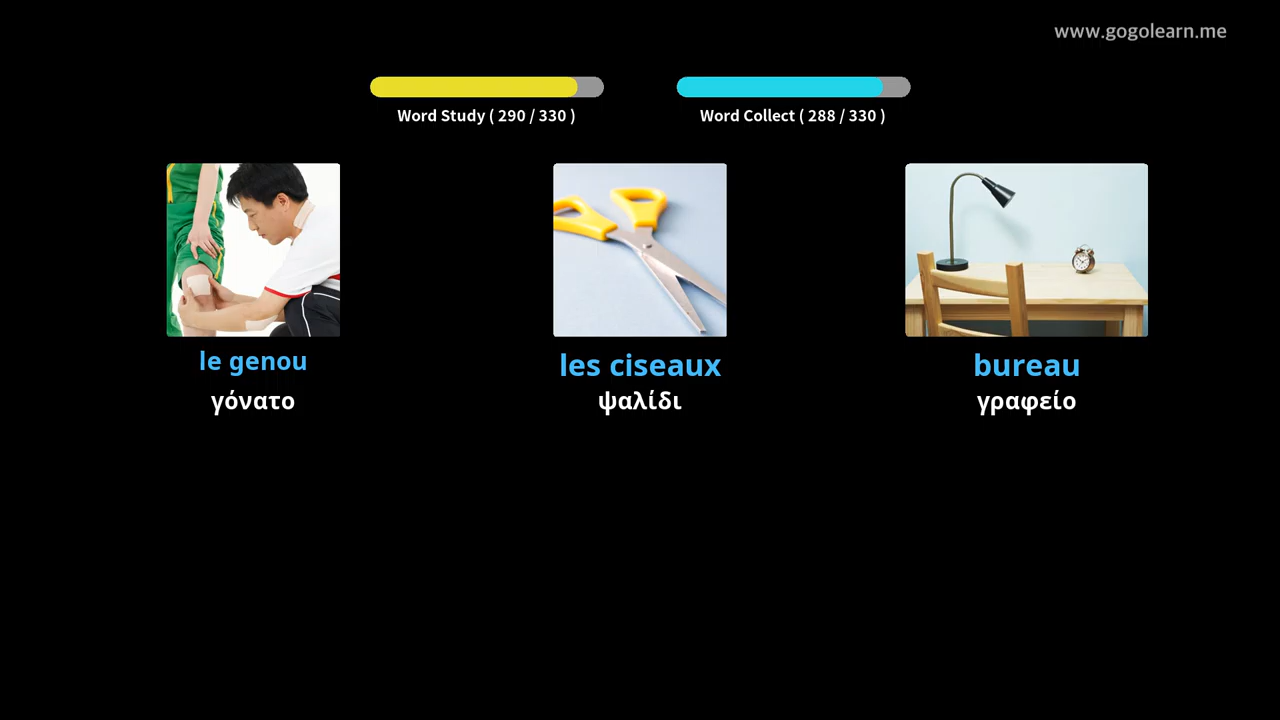 www.gogolearn.me
Word Study ( 290 / 330 )
Word Collect ( 288 / 330 )
le genou
γόνατο
les ciseaux
ψαλίδι
bureau
γραφείο